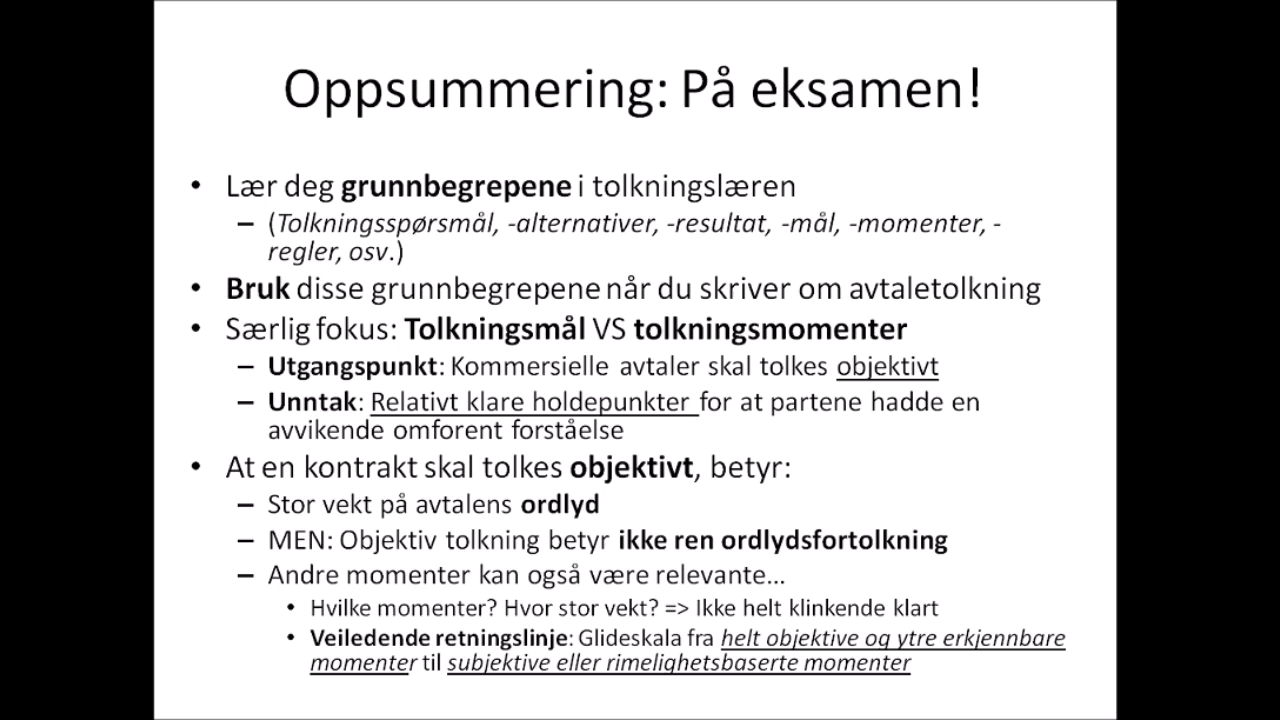 Oppsummering: På eksamen!
• Lær deg grunnbegrepene i tolkningslæren
– (Tolkningsspørsmål, -alternativer, -resultat, -mål, -momenter, -
regler, osv.)
• Bruk disse grunnbegrepene når du skriver om avtaletolkning
• Særlig fokus: Tolkningsmål VS tolkningsmomenter
– Utgangspunkt: Kommersielle avtaler skal tolkes objektivt
– Unntak: Relativt klare holdepunkter for at partene hadde en
avvikende omforent forståelse
• At en kontrakt skal tolkes objektivt, betyr:
– Stor vekt på avtalens ordlyd
– MEN: Objektiv tolkning betyr ikke ren ordlydsfortolkning
– Andre momenter kan også være relevante...
• Hvilke momenter? Hvor stor vekt? => Ikke helt klinkende klart
• Veiledende retningslinje: Glideskala fra helt objektive og ytre erkjennbare
momenter til subjektive eller rimelighetsbaserte momenter